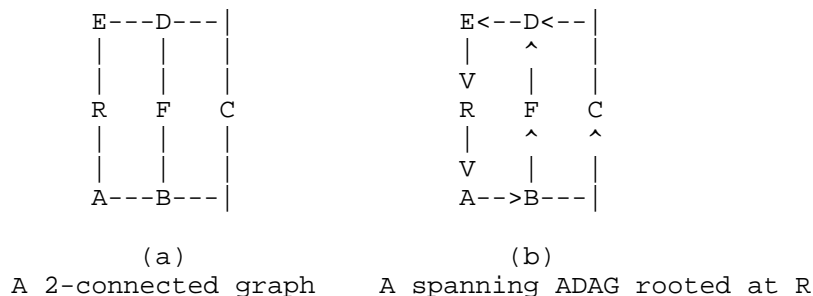 E---D---|           E<--D<--|
|   |   |           |   ^   |
|   |   |           V   |   |
R   F   C           R   F   C
|   |   |           |   ^   ^
|   |   |           V   |   |
A---B---|           A-->B---|
(a)                     (b)
A 2-connected graph    A spanning ADAG rooted at R